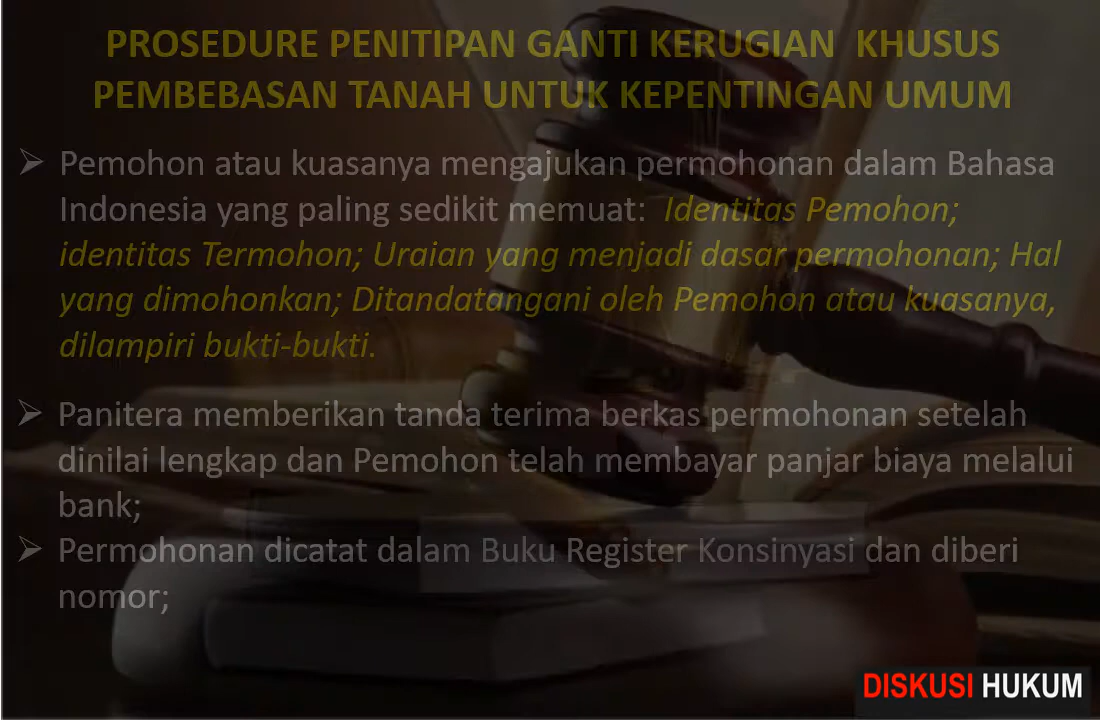 PROSEDURE PENITIPAN GANTI KERUGIAN KHUSUS
PEMBEBASAN TANAH UNTUK KEPENTINGAN UMUM
➢ Pemohon atau kuasanya mengajukan permohonan dalam Bahasa
Indonesia yang paling sedikit memuat: Identitas Pemohon;
identitas Termohon; Uraian yang menjadi dasar permohonan; Hal
yang dimohonkan; Ditandatangani oleh Pemohon atau kuasanya,
dilampiri bukti-bukti.
➢ Panitera memberikan tanda terima berkas permohonan setelah
dinilai lengkap dan Pemohon telah membayar panjar biaya melalui
bank;
➢ Permohonan dicatat dalam Buku Register Konsinyasi dan diberi
nomor;
DISKUSI HUKUM